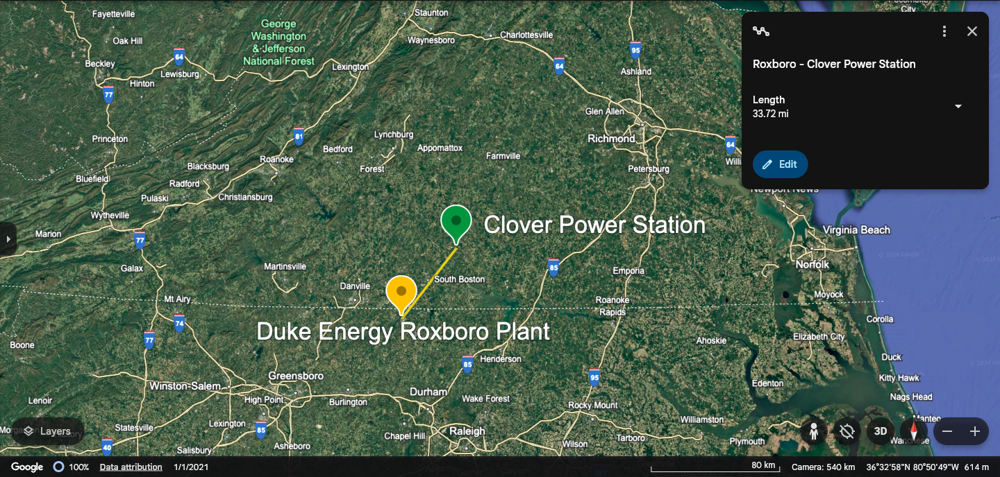 Fayetteville
Staunton
City
George
Washington
& Jefferson
National Forest
Oak Hill
Waynesboro
Charlottesville
64
95
64
Beckley
Lewisburg
Lexington
Ashland
Hinton
77
Glen Allen
Princeton
81
Lynchburg
Richmond
64
Bedford
Appomattox
Farmville
Roanoke
Blacksburg
Forest
Petersburg
Bluefield
Radford
Pulaski
Christiansburg
Newport News
Wytheville
Marion
77
Clover Power Station
Virginia Beach
Galax
Martinsville
85
Emporia
Norfolk
South Boston
Danville
Mt Airy
Roanoke
Rapids
Moyock
74
Corolla
77
Duke Energy Roxboro Plant
Boone
Ahoskie
Elizabeth City
85
Henderson
Duck
Greensboro
95
Kitty Hawk
Winston-Salem
Edenton
Durham
High Point
Burlington
Wake Forest
Nags Head
Lenoir
Rocky Mount
Lexington
Statesville
85
Williamston
Manteo
Chapel Hill
Raleigh
Tarboro
Plymouth
Wanchese
40
Salisbury
Asheboro
Wilson
Roxboro - Clover Power Station
Length
33.72 mi
Edit
Layers
3D
Google
100%
Data attribution
1/1/2021
80 km
Camera: 540 km
36°32'58"N 80°50'49"W
614 m